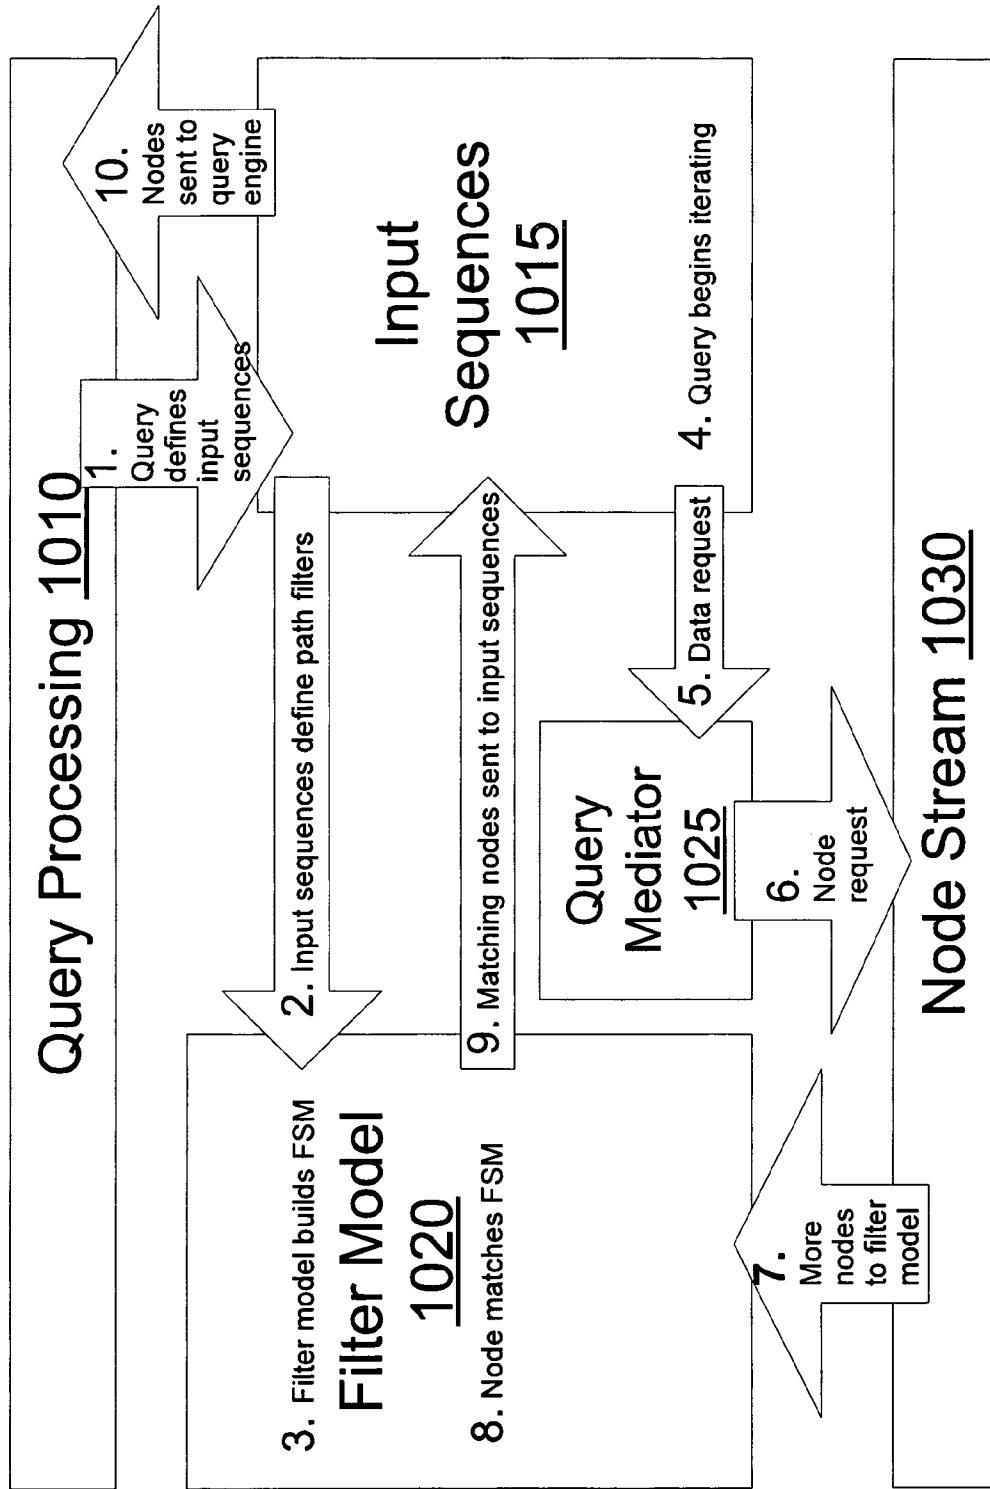 Query Processing 1010
1.
Query
defines
input
sequences
10.
Nodes
sent to
query
engine
2. Input sequences define path filters
3. Filter model builds FSM
Filter Model
1020
8. Node matches FSM
9. Matching nodes sent to input sequences
Input
Sequences
1015
4. Query begins iterating
5. Data request
Query
Mediator
1025
6.
Node
request
7.
More
nodes
to filter
model
Node Stream 1030